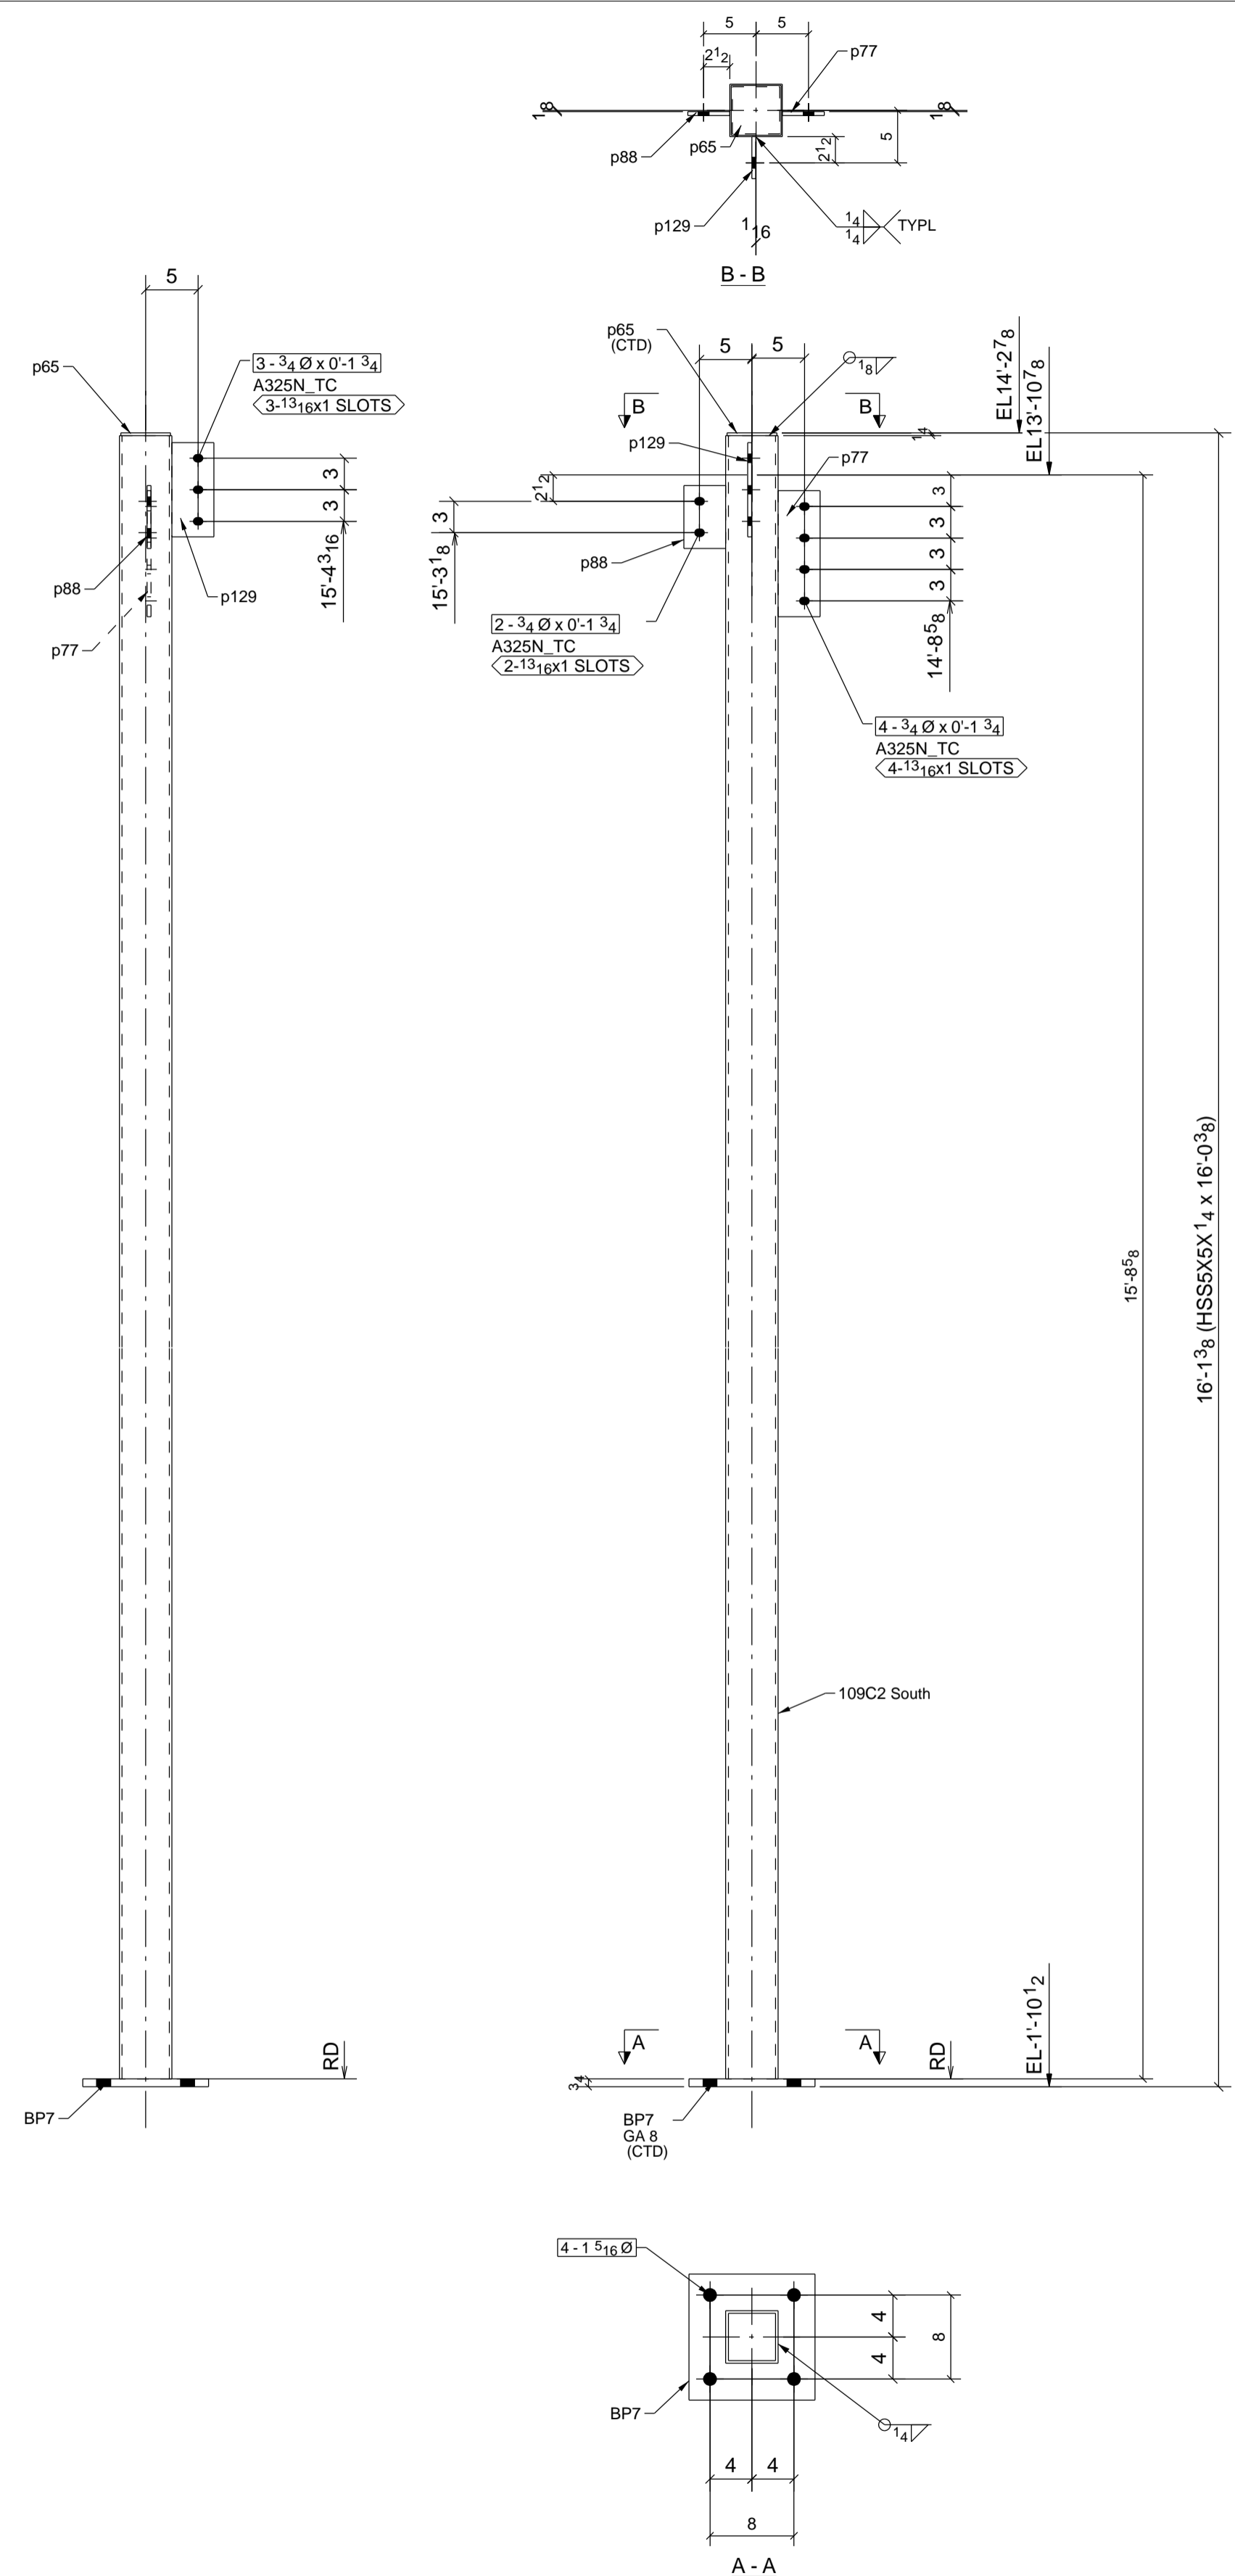 5 5
2 1/2
p77
1/8 1/8
p88
p65
5
2 1/2
p129
1/16
1/4
1/4
TYPL
B - B
5
p65
3 - 3/4 Ø x 0'-1 3/4
A325N_TC
3-13/16x1 SLOTS
3
3
15'-4 3/16
p88
p129
p77
p65
(CTD)
5 5
1/8
EL14'-2 7/8
EL13'-10 7/8
B B
1/4
p129
p77
2 1/2
3
3
3
3
3
15'-3 1/8
p88
14'-8 5/8
2 - 3/4 Ø x 0'-1 3/4
A325N_TC
2-13/16x1 SLOTS
4 - 3/4 Ø x 0'-1 3/4
A325N_TC
4-13/16x1 SLOTS
15'-8 5/8
16'-1 3/8 (HSS5X5X 1/4 x 16'-0 3/8)
109C2 South
RD
A A
RD
EL-1'-10 1/2
3/4
BP7
BP7
GA 8
(CTD)
4 - 1 5/16 Ø
4
4
8
BP7
1/4
4 4
8
A - A